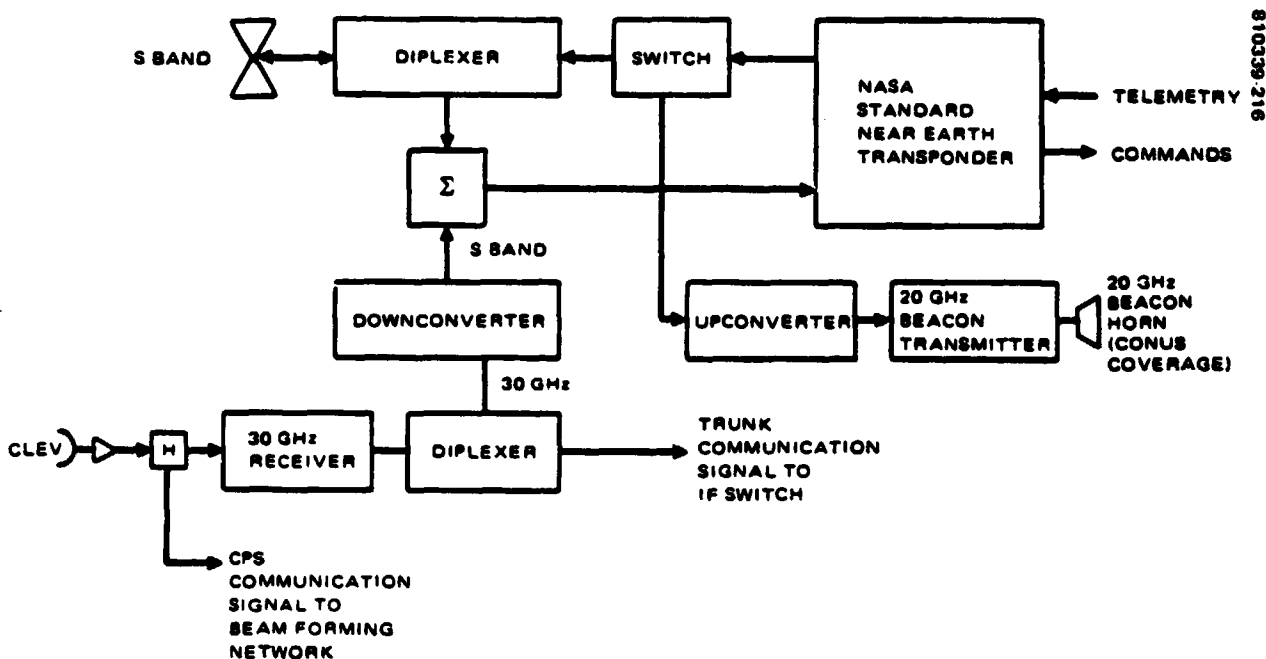 810339-216
S BAND
DIPLEXER
SWITCH
NASA
STANDARD
NEAR EARTH
TRANSPONDER
TELEMETRY
COMMANDS
Σ
S BAND
DOWNCONVERTER
UPCONVERTER
20 GHz
BEACON
TRANSMITTER
20 GHz
BEACON
HORN
(CONUS
COVERAGE)
30 GHz
CLEV
H
30 GHz
RECEIVER
DIPLEXER
TRUNK
COMMUNICATION
SIGNAL TO
IF SWITCH
CPS
COMMUNICATION
SIGNAL TO
BEAM FORMING
NETWORK